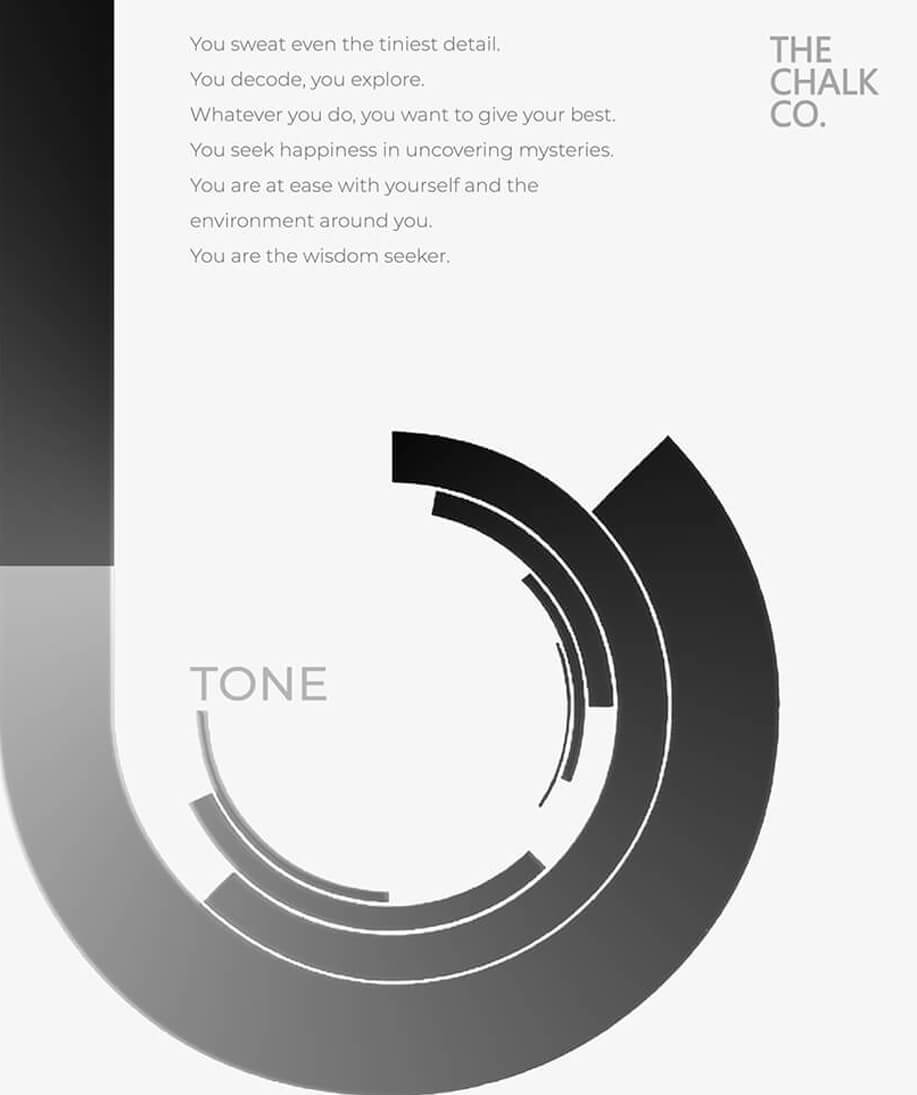 You sweat even the tiniest detail.
You decode, you explore.
Whatever you do, you want to give your best.
You seek happiness in uncovering mysteries.
You are at ease with yourself and the
environment around you.
You are the wisdom seeker.
THE
CHALK
CO.
TONE